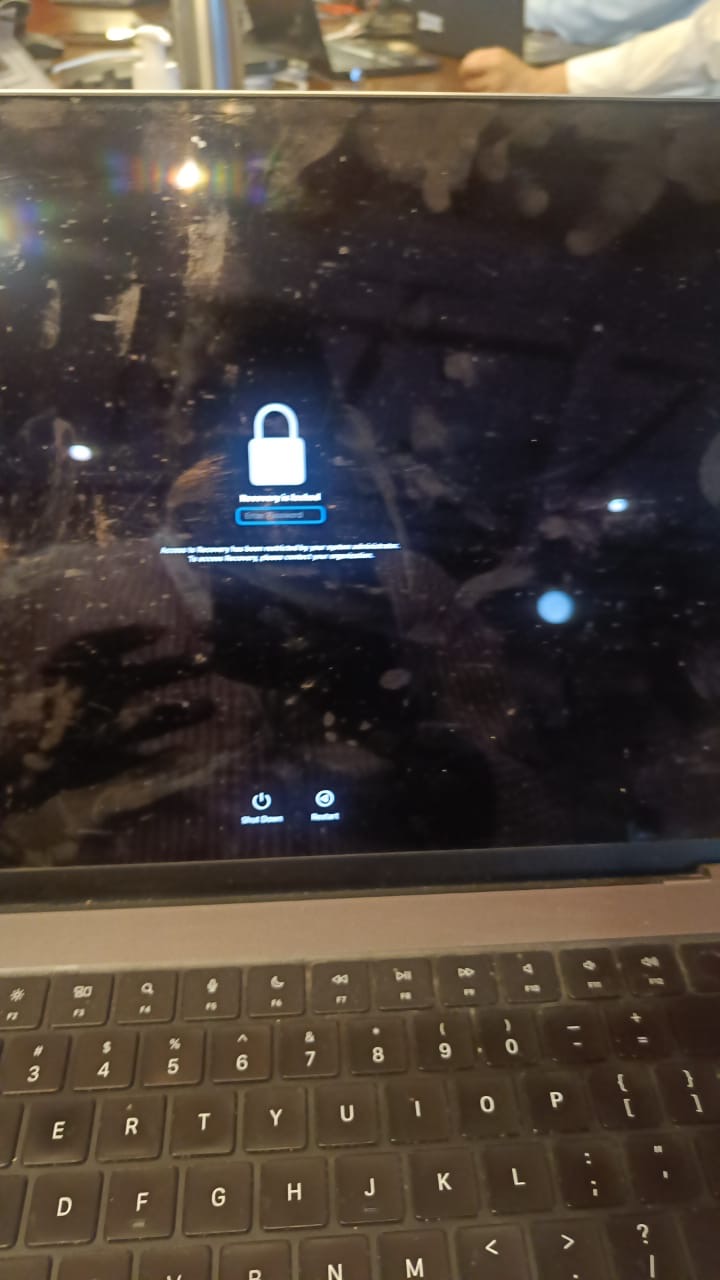 Recovery is locked
Enter Password
Access to Recovery has been restricted by your system administrator.
To access Recovery, please contact your organization.
Shut Down
Restart
F2 F3 F4 F5 F6 F7 F8 F9 F10 F11 F12
# $ % ^ & * ( ) — +
3 4 5 6 7 8 9 0 - =
{ }
E R T Y U I O P [ ]
: "
D F G H J K L ; '
< > ?
N M